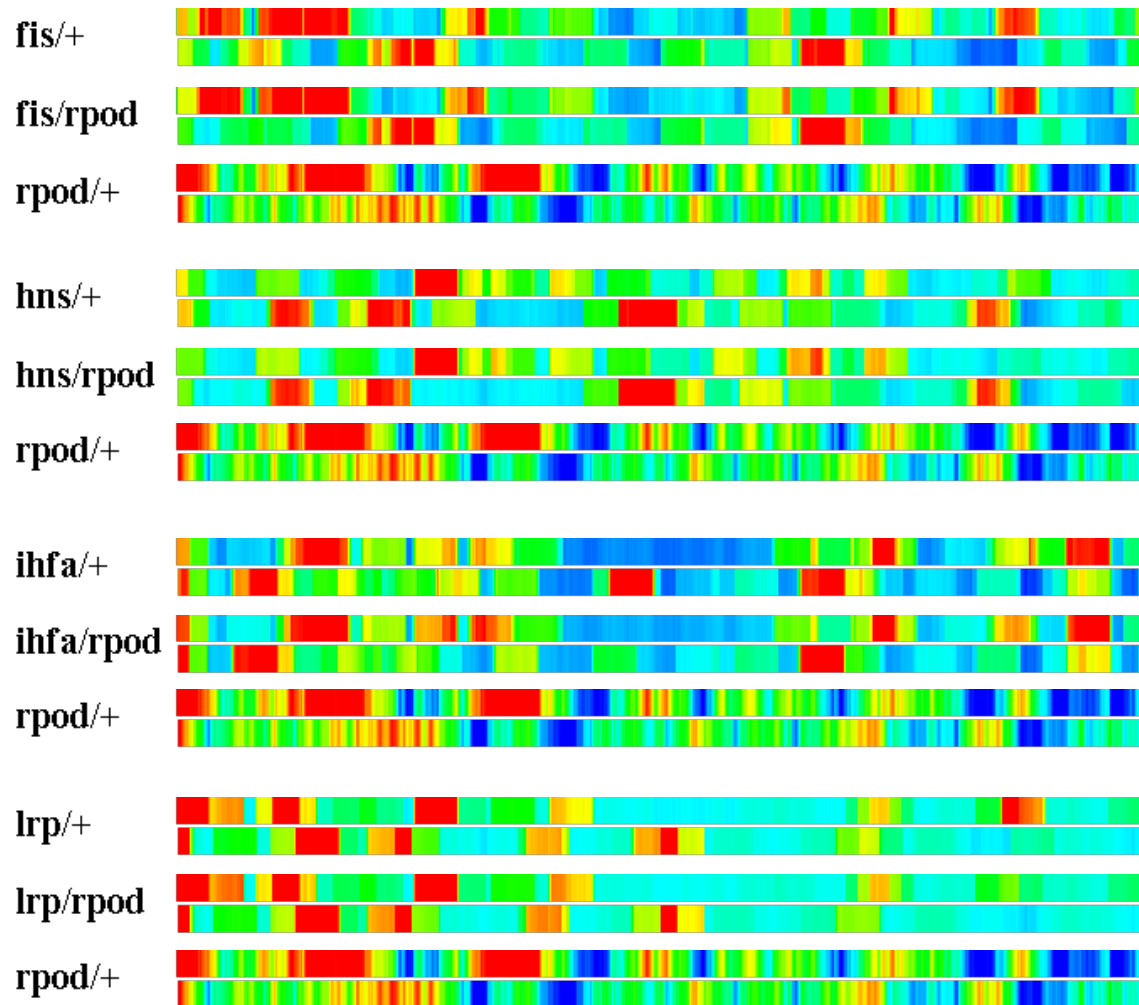 fis/+
fis/rpod
rpod/+
hns/+
hns/rpod
rpod/+
ihfa/+
ihfa/rpod
rpod/+
lrp/+
lrp/rpod
rpod/+